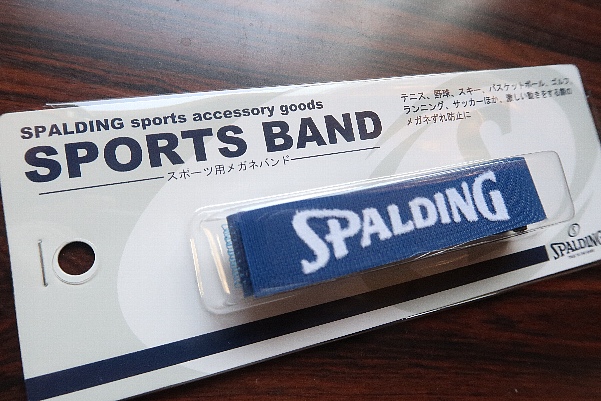 SPALDING sports accessory goods
SPORTS BAND
スポーツ用メガネバンド
テニス、野球、スキー、バスケットボール、ゴルフ、
ランニング、サッカーほか、激しい動きをする際の
メガネずれ防止に
SPALDING
SPALDING